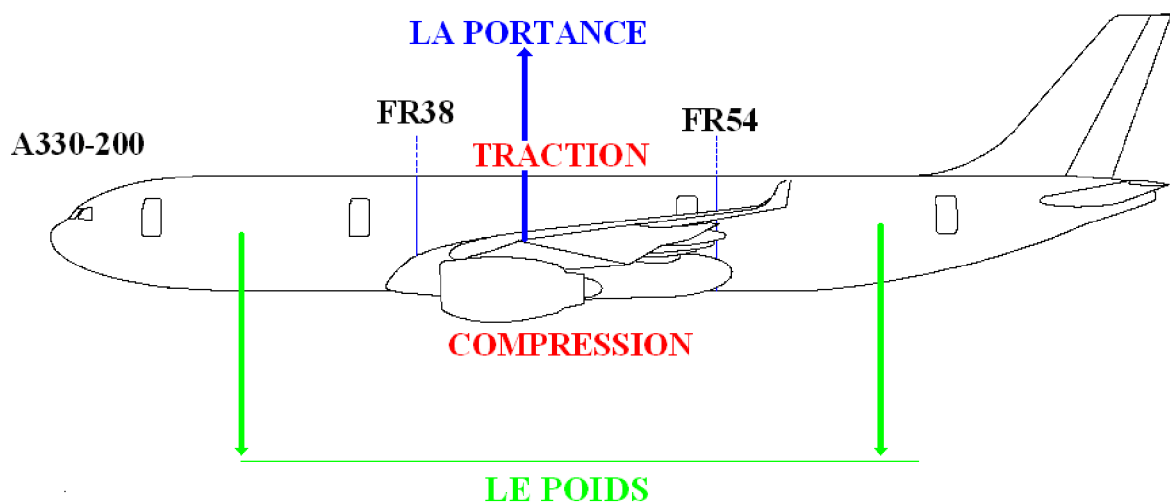 LA PORTANCE
FR38
FR54
A330-200
TRACTION
COMPRESSION
LE POIDS